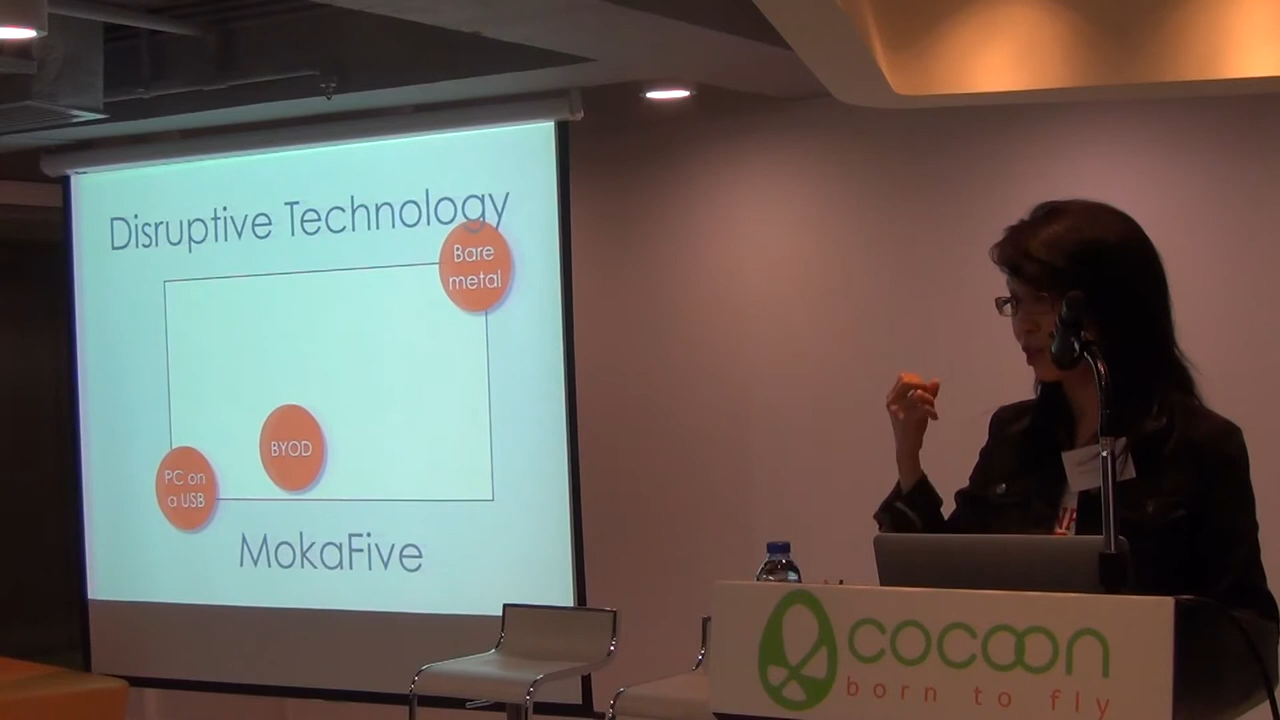 Disruptive Technology
Bare
metal
BYOD
PC on
a USB
MokaFive
cocoon
born to fly